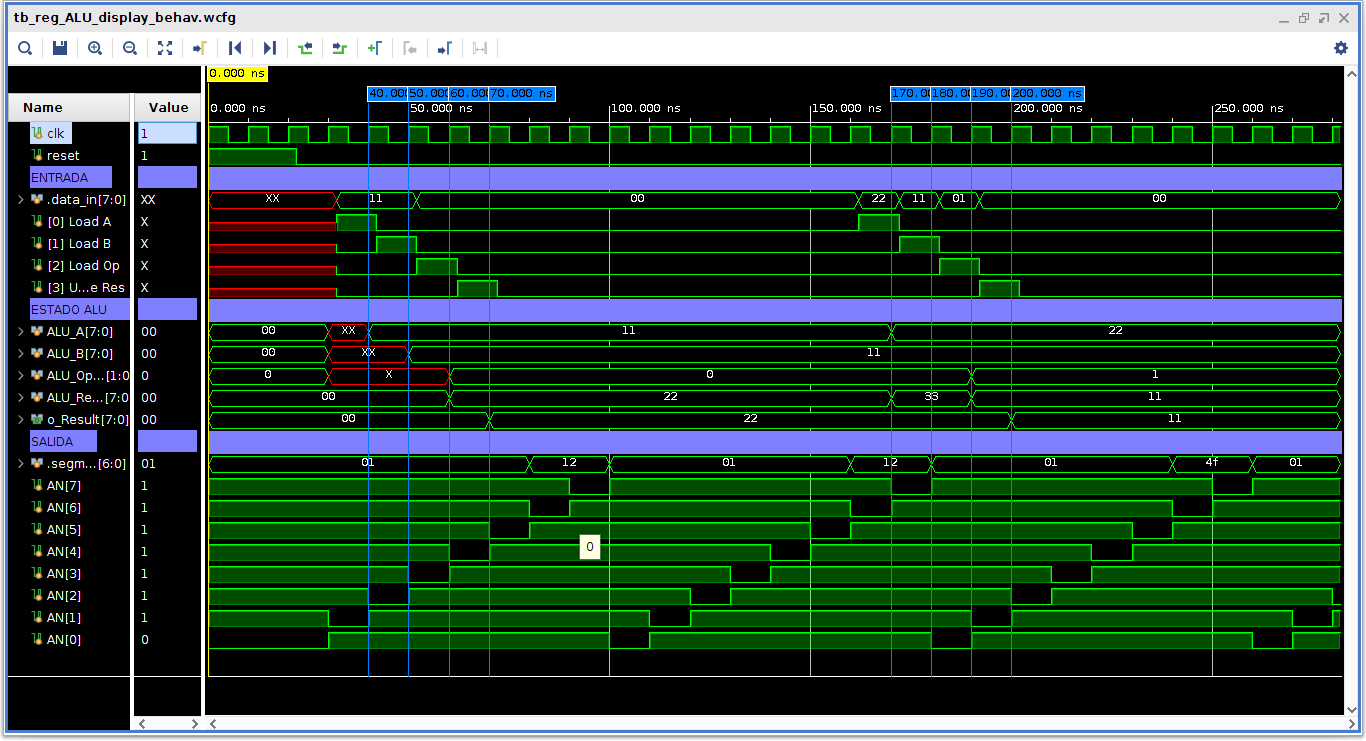 tb_reg_ALU_display_behav.wcfg
0.000 ns
40.00 50.000 60.000 70.000 ns 170.00 180.00 190.00 200.000 ns
Name Value 0.000 ns 50.000 ns 100.000 ns 150.000 ns 200.000 ns 250.000 ns
clk 1
reset 1
ENTRADA
.data_in[7:0] XX XX 11 00 22 11 01 00
[0] Load A X
[1] Load B X
[2] Load Op X
[3] U...e Res X
ESTADO ALU
ALU_A[7:0] 00 00 XX 11 22
ALU_B[7:0] 00 00 XX 11
ALU_Op...[1:0 0 0 X 0 1
ALU_Re...[7:0 00 00 22 33 11
o_Result[7:0] 00 00 22 11
SALIDA
.segm...[6:0] 01 01 12 01 12 01 4f 01
AN[7] 1
AN[6] 1
AN[5] 1
AN[4] 1 0
AN[3] 1
AN[2] 1
AN[1] 1
AN[0] 0